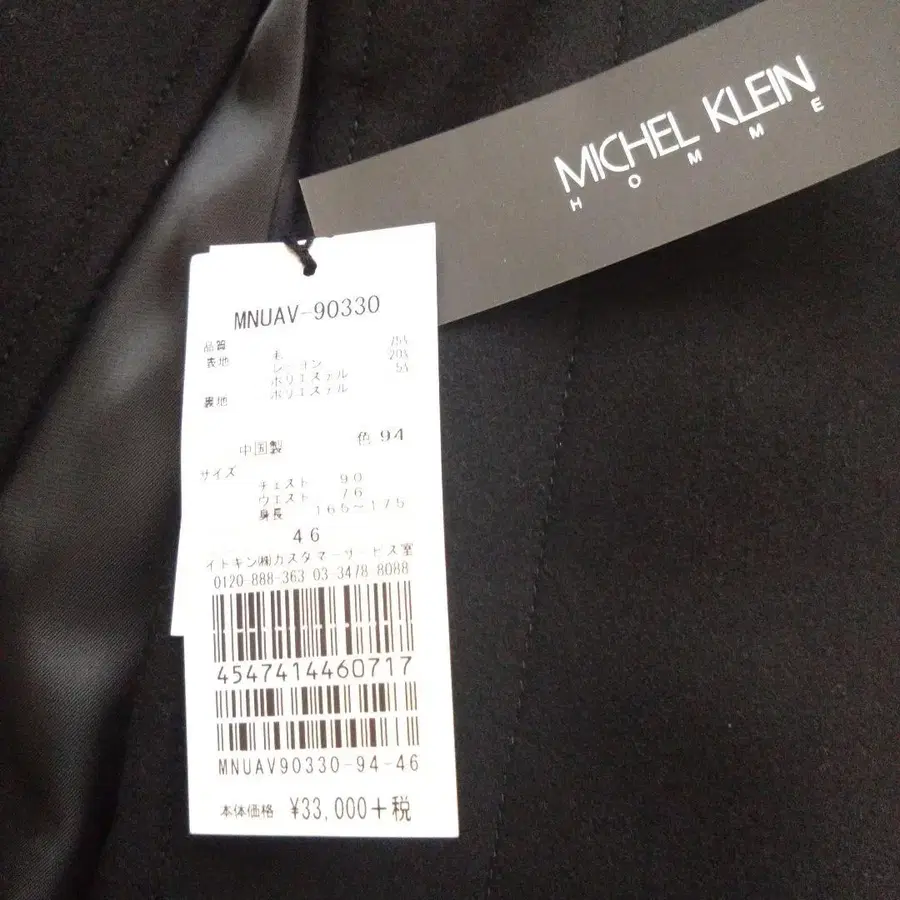 MICHEL KLEIN
HOMME
MNUAV-90330
品質
表地 毛 75%
レーヨン 20%
ポリエステル 5%
裏地 ポリエステル
中国製 色 94
サイズ
チェスト 90
ウエスト 76
身長 165~175
46
イトキン㈱カスタマーサービス室
0120-888-363 03-3478-8088
4547414460717
MNUAV90330-94-46
本体価格 ¥33,000+税